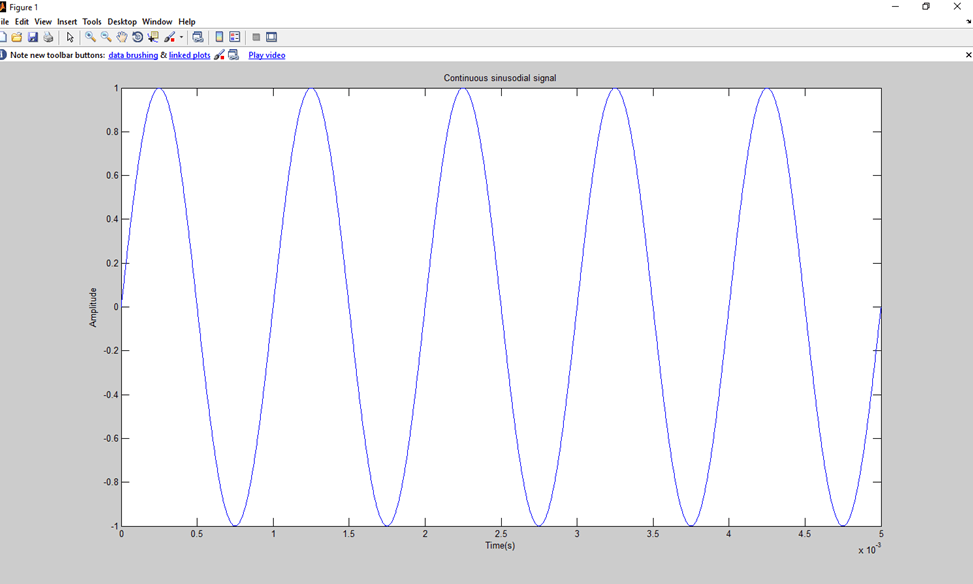 Figure 1
ile Edit View Insert Tools Desktop Window Help
Note new toolbar buttons: data brushing & linked plots Play video
Continuous sinusodial signal
1
0.8
0.6
0.4
0.2
0
-0.2
-0.4
-0.6
-0.8
-1
Amplitude
0 0.5 1 1.5 2 2.5 3 3.5 4 4.5 5
Time(s)
x 10-3